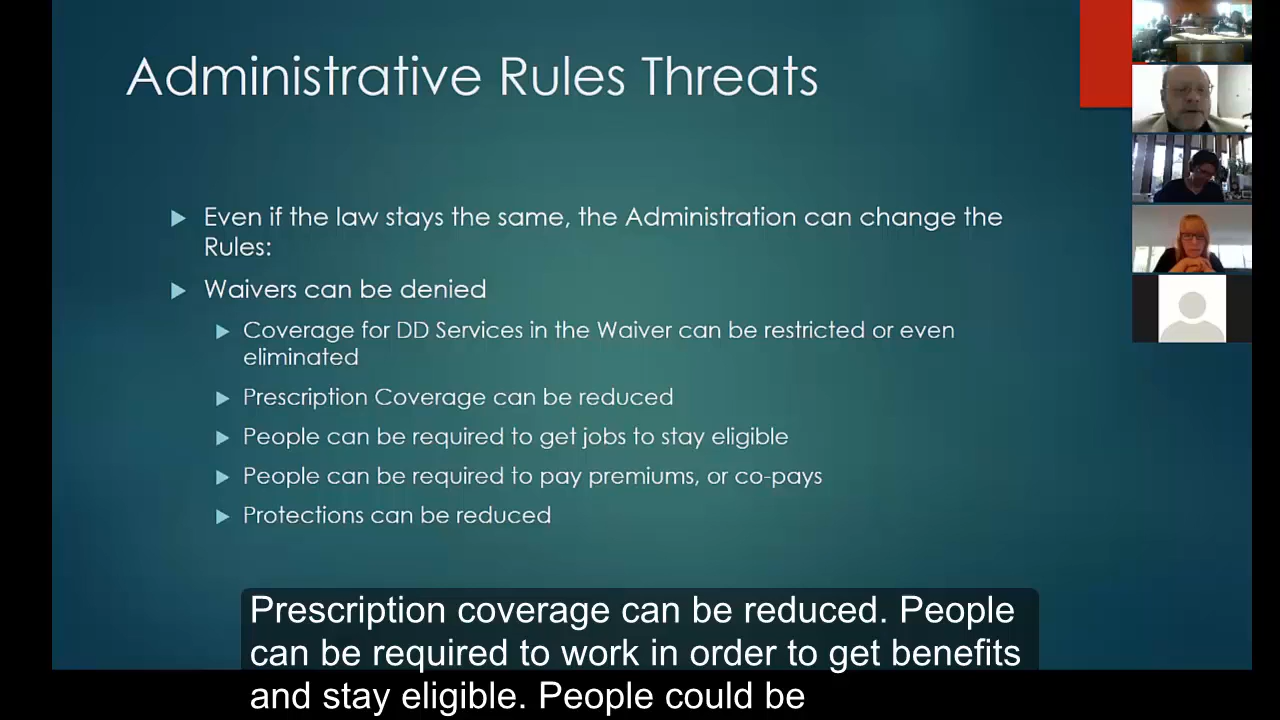 Administrative Rules Threats
Even if the law stays the same, the Administration can change the
Rules:
Waivers can be denied
Coverage for DD Services in the Waiver can be restricted or even
eliminated
Prescription Coverage can be reduced
People can be required to get jobs to stay eligible
People can be required to pay premiums, or co-pays
Protections can be reduced
Prescription coverage can be reduced. People
can be required to work in order to get benefits
and stay eligible. People could be